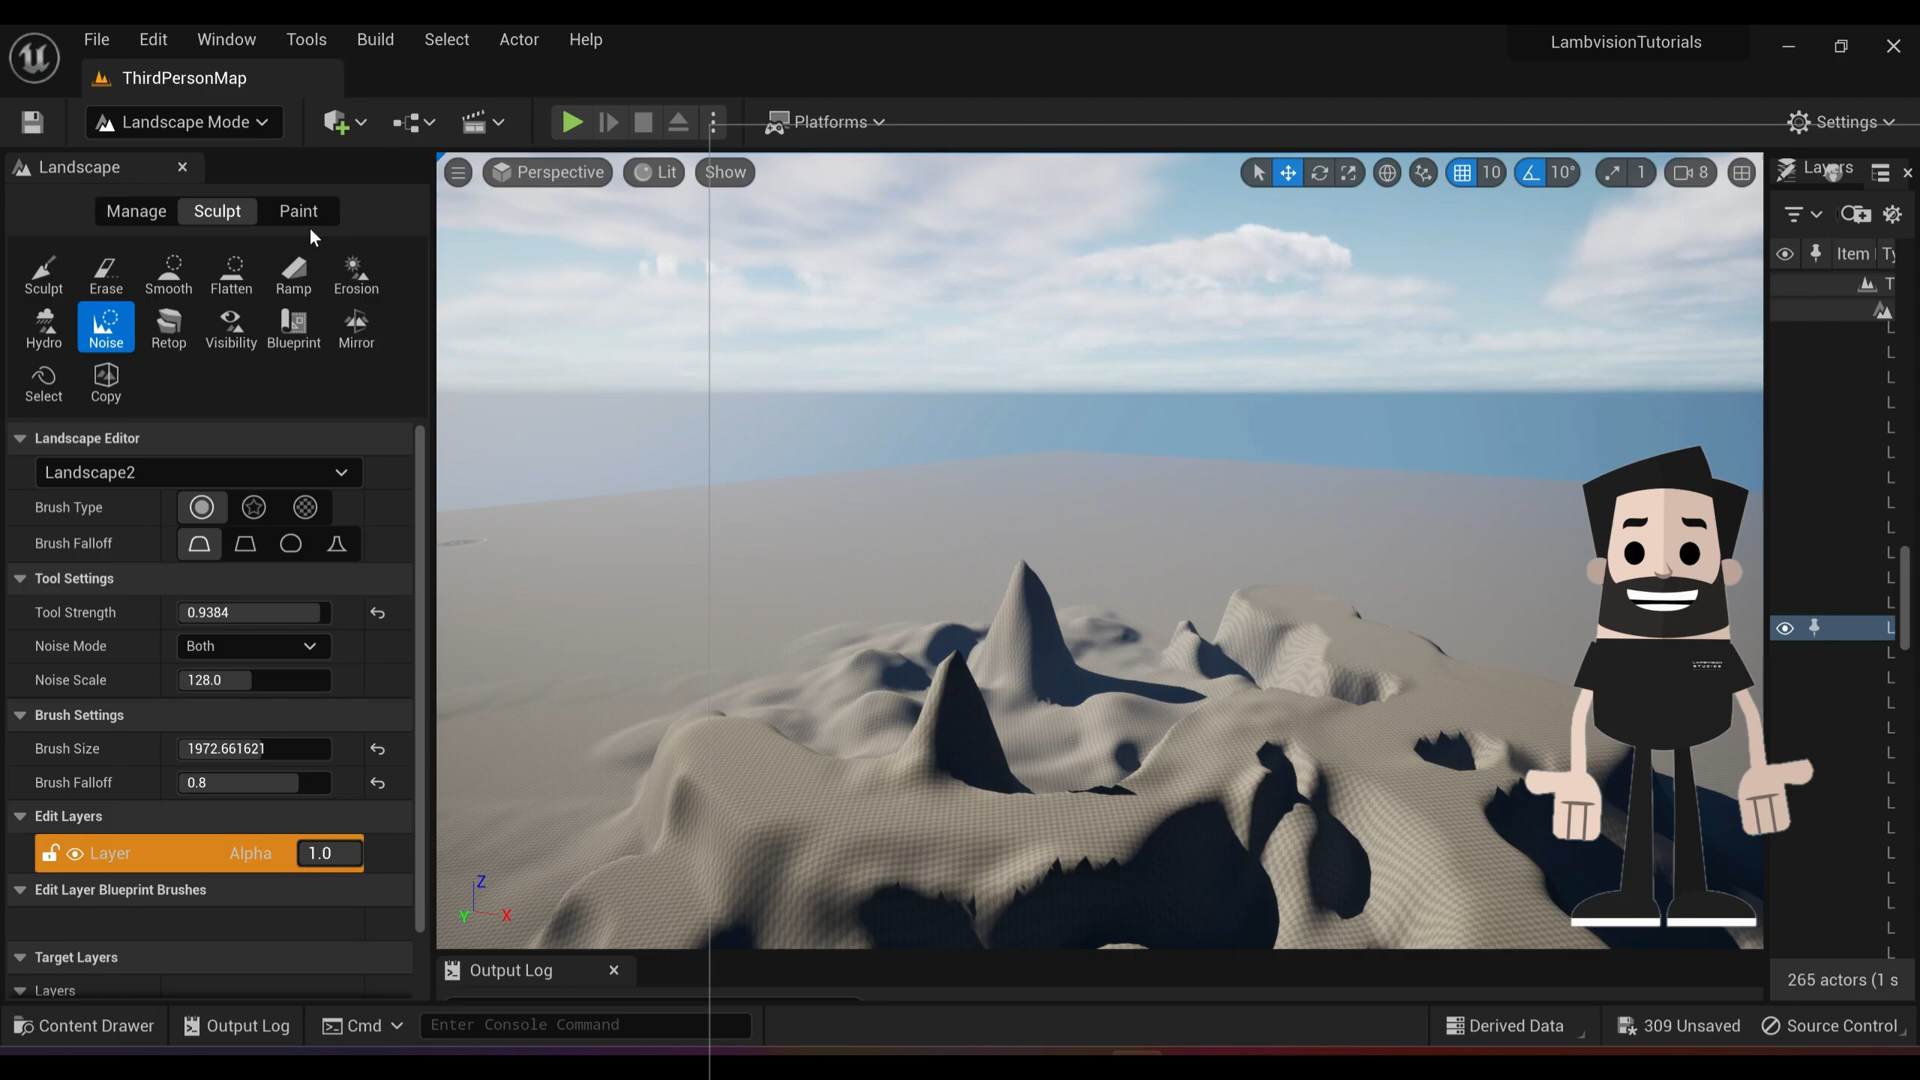 File Edit Window Tools Build Select Actor Help LambvisionTutorials
ThirdPersonMap
Landscape Mode Platforms Settings
Landscape
Perspective Lit Show 10 10° 1 8 Layers
Manage Sculpt Paint
Item Ty
Sculpt Erase Smooth Flatten Ramp Erosion
Hydro Noise Retop Visibility Blueprint Mirror
Select Copy
Landscape Editor
Landscape2
Brush Type
Brush Falloff
Tool Settings
Tool Strength 0.9384
Noise Mode Both
Noise Scale 128.0
Brush Settings
Brush Size 1972.661621
Brush Falloff 0.8
Edit Layers
Layer Alpha 1.0
Edit Layer Blueprint Brushes
Z
Y X
Target Layers
Layers
Output Log
265 actors (1 s
Content Drawer Output Log Cmd Enter Console Command Derived Data 309 Unsaved Source Control